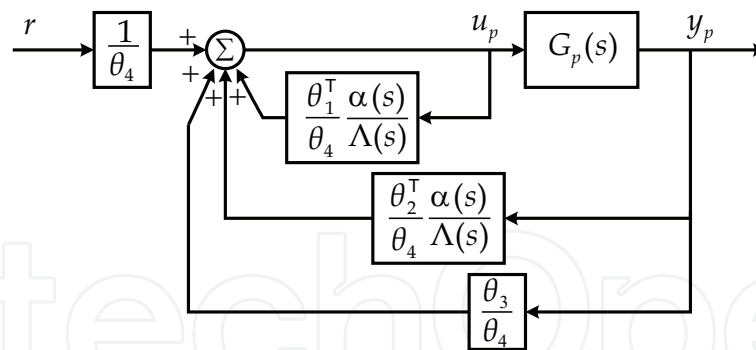 r
1
θ₄
+
Σ
+
+
+
u_p
G_p(s)
y_p
θ₁ᵀ α(s)
θ₄ Λ(s)
θ₂ᵀ α(s)
θ₄ Λ(s)
θ₃
θ₄